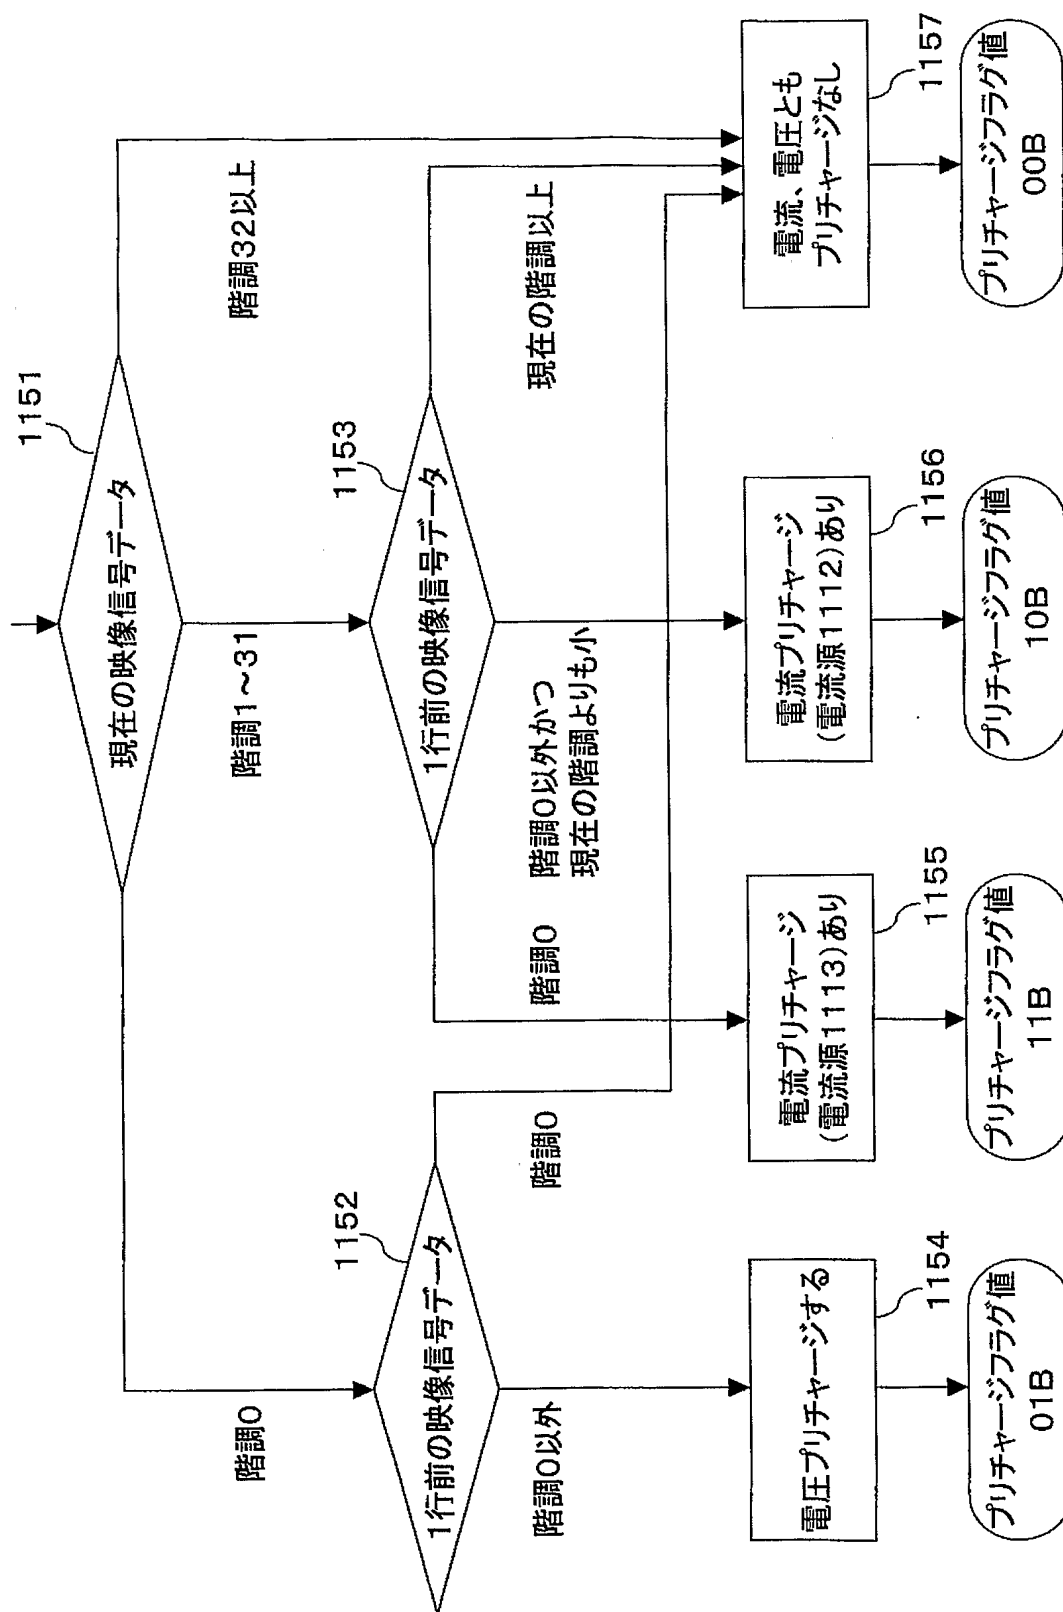 1151
現在の映像信号データ
階調0
階調1～31
階調32以上
1152
1行前の映像信号データ
1153
1行前の映像信号データ
階調0以外
階調0
階調0
階調0以外かつ
現在の階調よりも小
現在の階調以上
電圧プリチャージする
1154
電流プリチャージ
(電流源1113)あり
1155
電流プリチャージ
(電流源1112)あり
1156
電流、電圧とも
プリチャージなし
1157
プリチャージフラグ値
01B
プリチャージフラグ値
11B
プリチャージフラグ値
10B
プリチャージフラグ値
00B